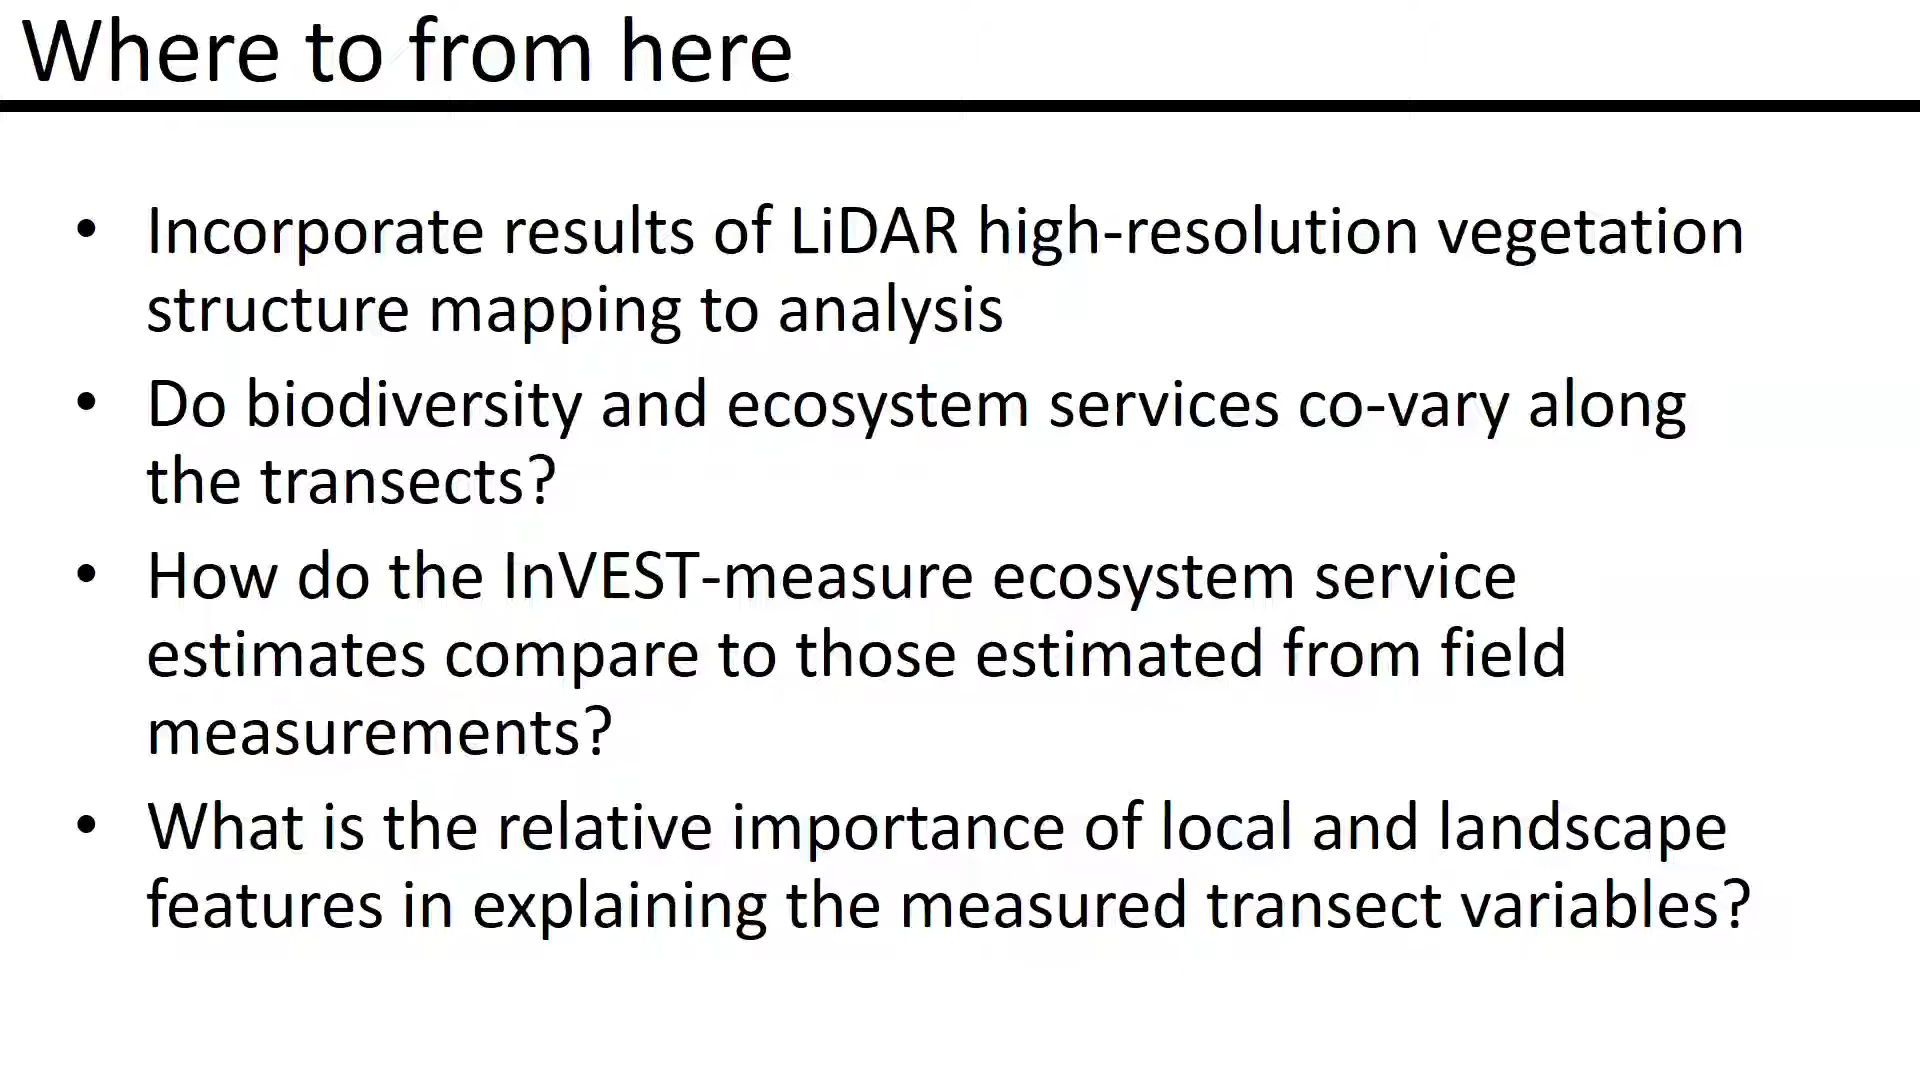 Where to from here
• Incorporate results of LiDAR high-resolution vegetation
structure mapping to analysis
• Do biodiversity and ecosystem services co-vary along
the transects?
• How do the InVEST-measure ecosystem service
estimates compare to those estimated from field
measurements?
• What is the relative importance of local and landscape
features in explaining the measured transect variables?